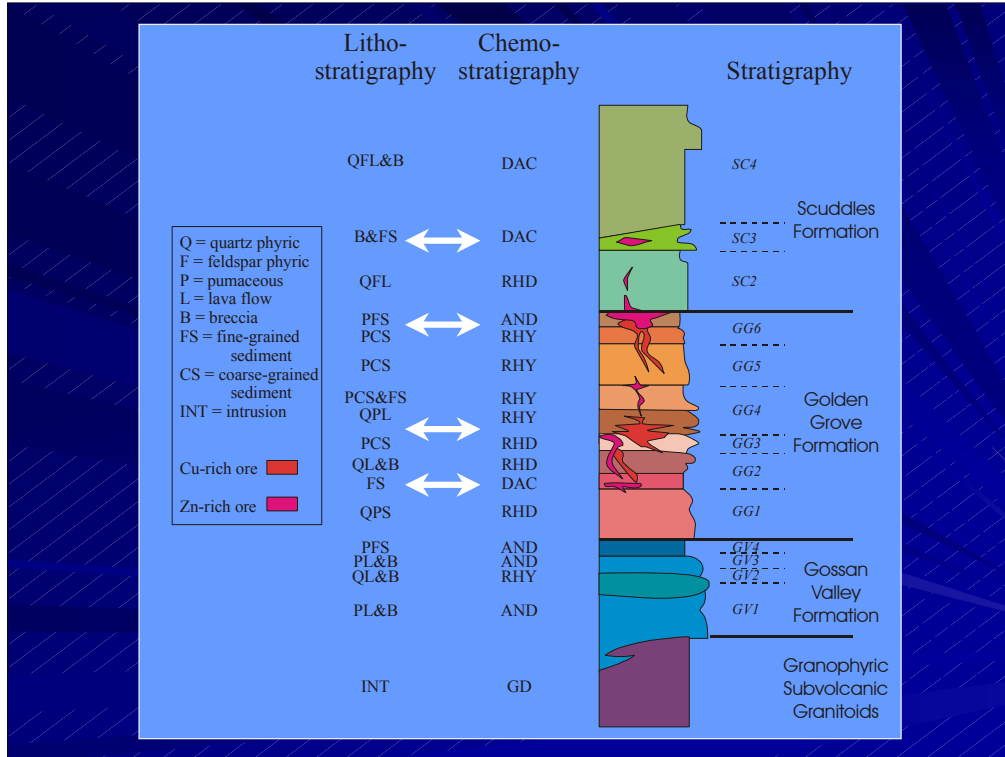 Litho-
stratigraphy
Chemo-
stratigraphy
Stratigraphy
QFL&B
DAC
SC4
B&FS
DAC
SC3
QFL
RHD
SC2
Scuddles
Formation
PFS
AND
PCS
RHY
GG6
PCS
RHY
GG5
PCS&FS
RHY
QPL
RHY
GG4
PCS
RHD
GG3
QL&B
RHD
GG2
FS
DAC
QPS
RHD
GG1
Golden
Grove
Formation
PFS
AND
GV4
PL&B
AND
GV3
QL&B
RHY
GV2
PL&B
AND
GV1
Gossan
Valley
Formation
INT
GD
Granophyric
Subvolcanic
Granitoids
Q = quartz phyric
F = feldspar phyric
P = pumaceous
L = lava flow
B = breccia
FS = fine-grained
sediment
CS = coarse-grained
sediment
INT = intrusion
Cu-rich ore
Zn-rich ore